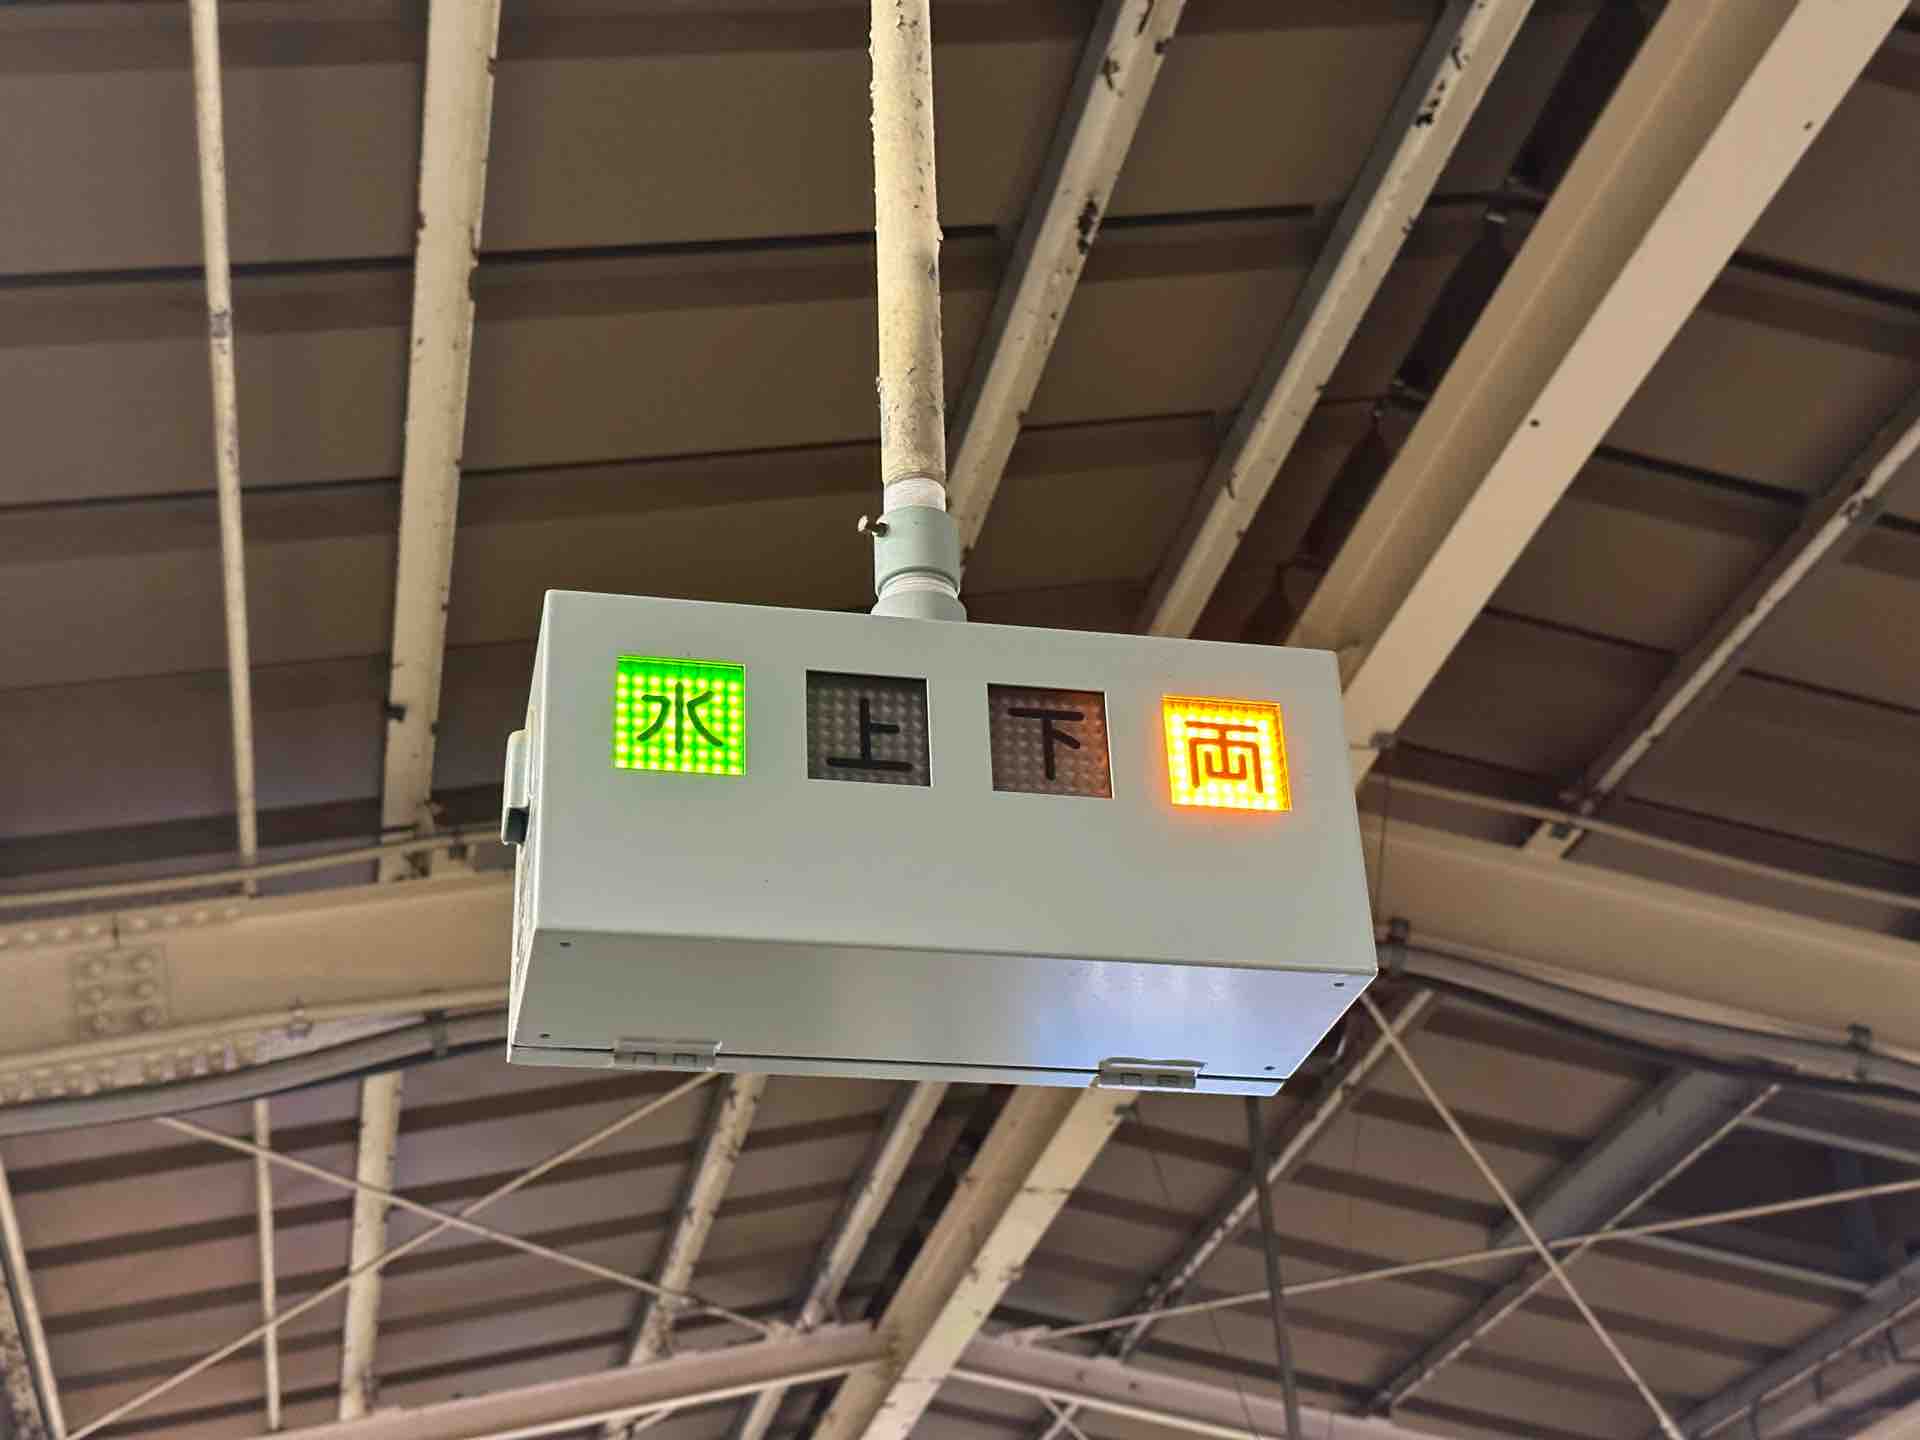 水 上 下 両